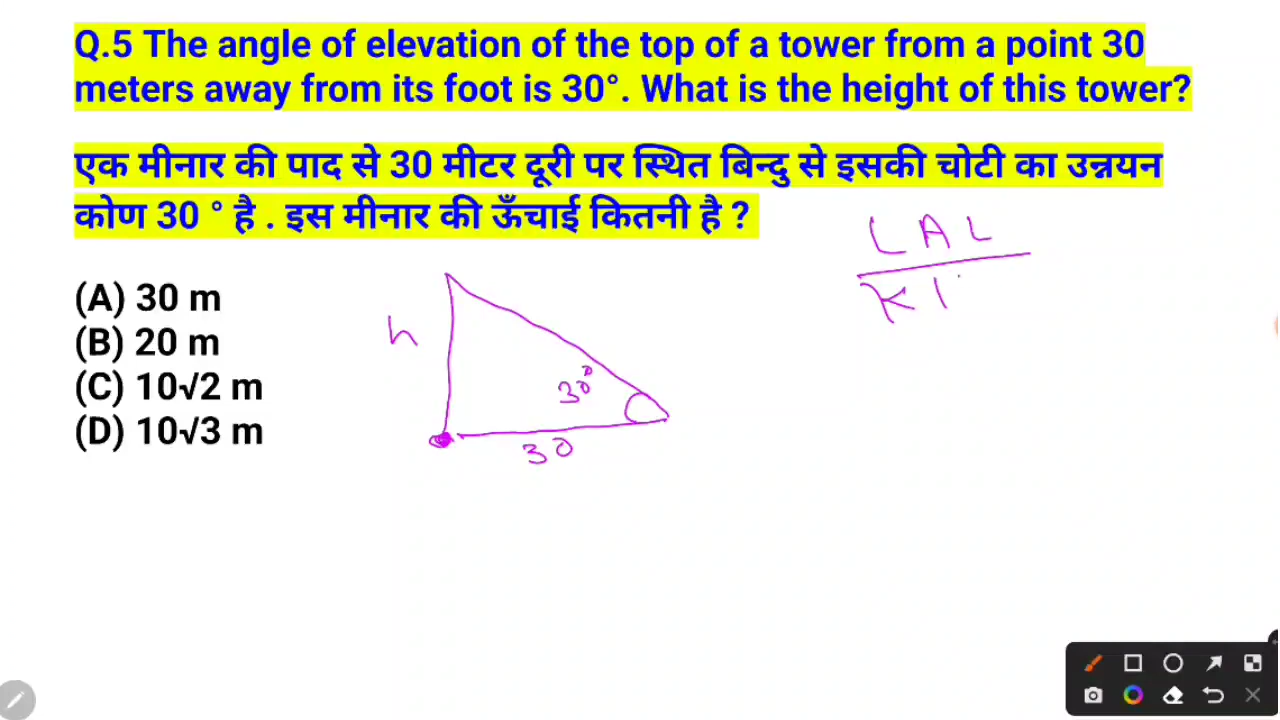 Q.5 The angle of elevation of the top of a tower from a point 30
meters away from its foot is 30°. What is the height of this tower?
एक मीनार की पाद से 30 मीटर दूरी पर स्थित बिन्दु से इसकी चोटी का उन्नयन
कोण 30 ° है . इस मीनार की ऊँचाई कितनी है ?
L A L
K
(A) 30 m
(B) 20 m
(C) 10√2 m
(D) 10√3 m
h
30°
30